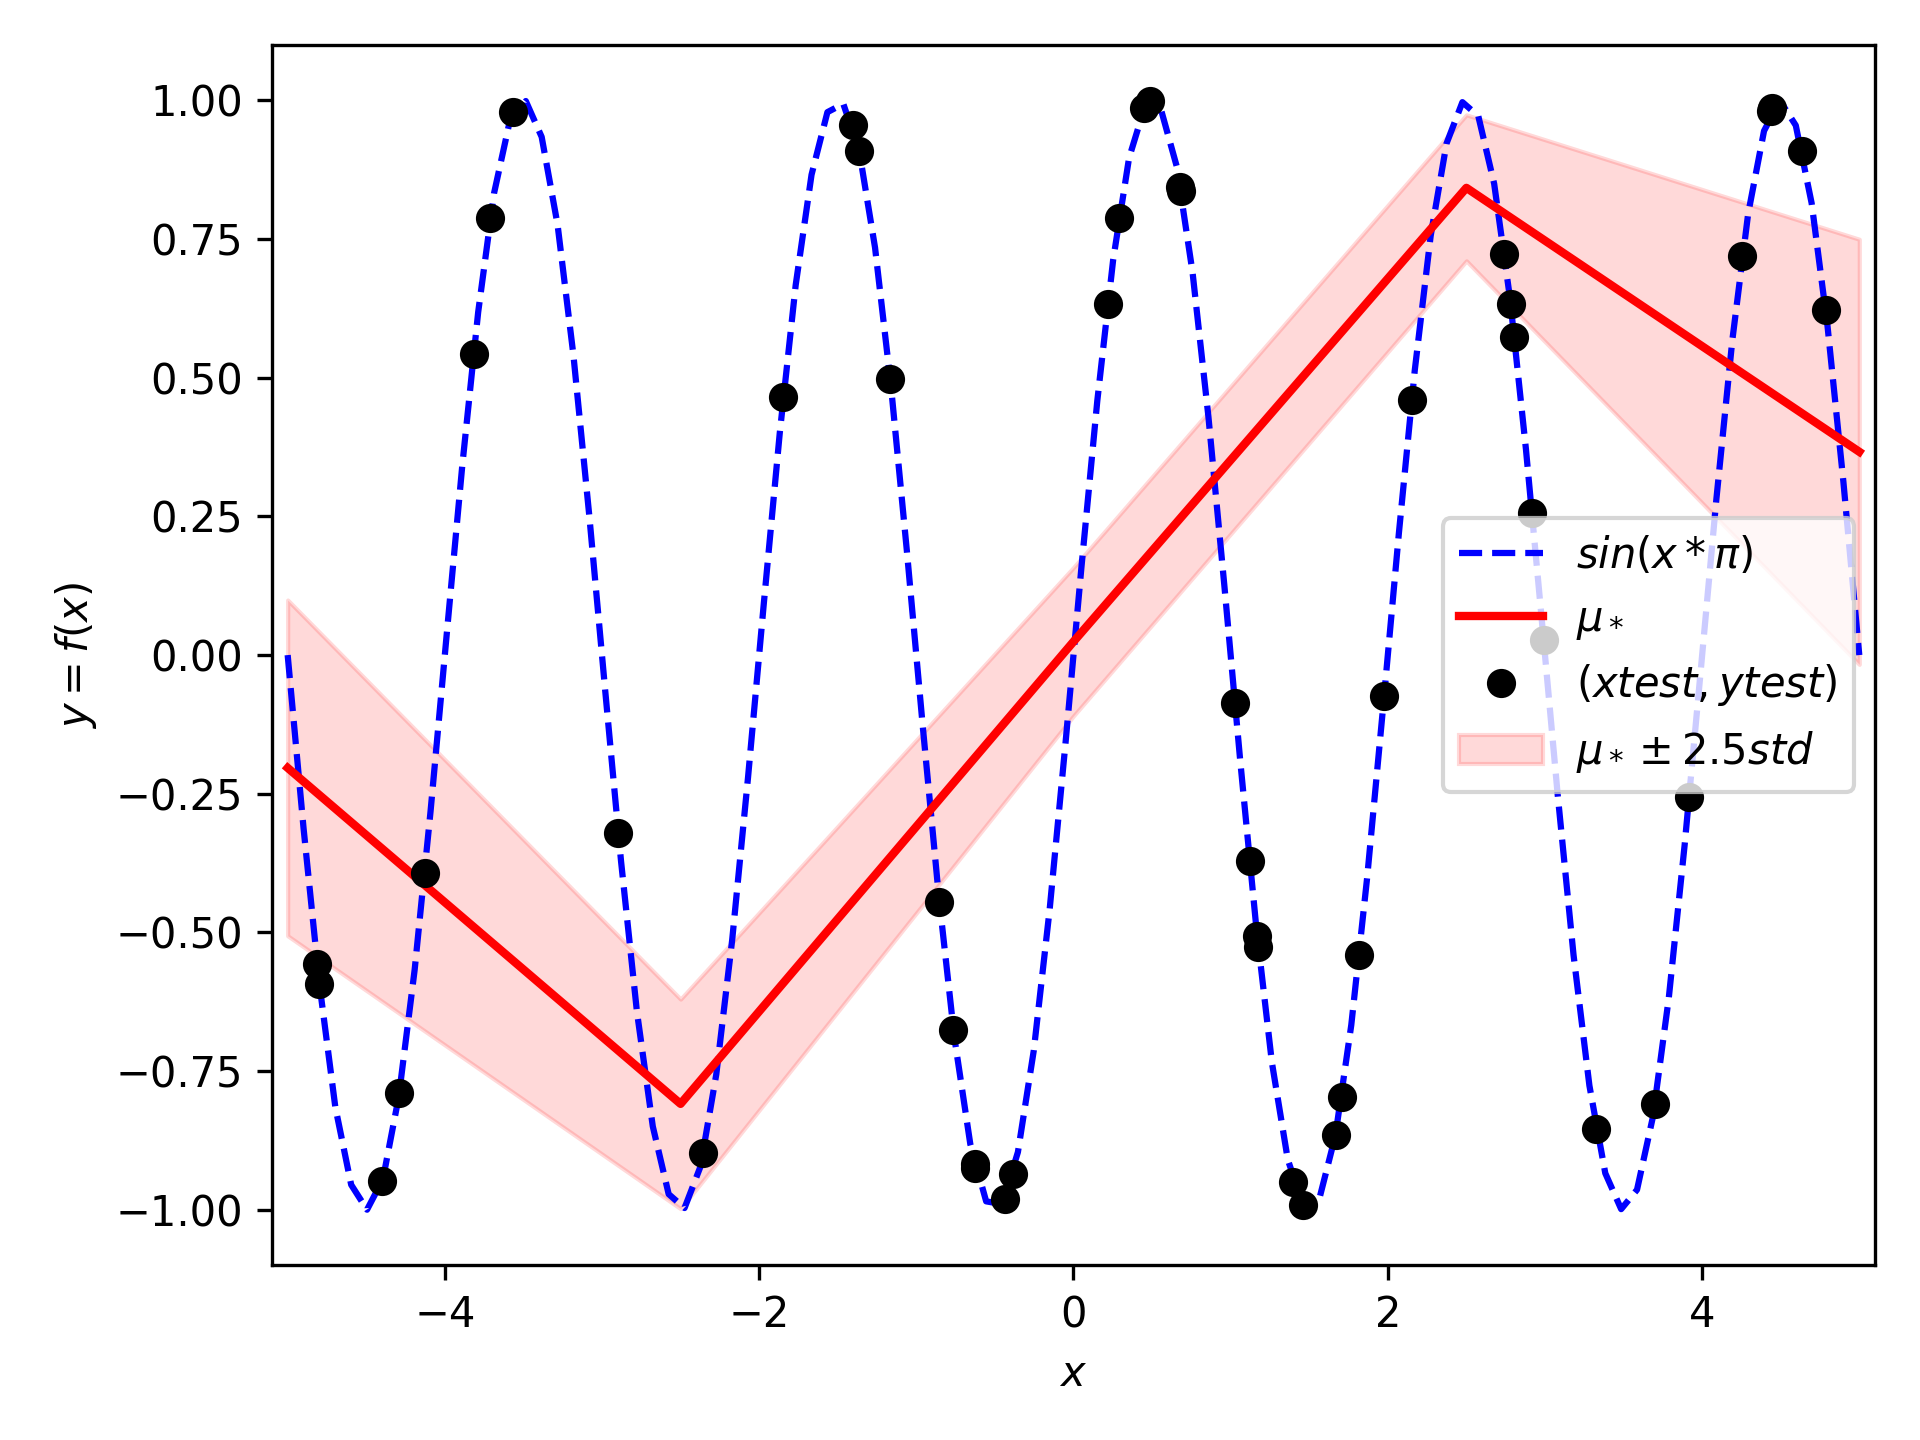 1.00
0.75
0.50
0.25
0.00
−0.25
−0.50
−0.75
−1.00
y = f(x)
−4 −2 0 2 4
x
sin(x * π)
μ*
(xtest, ytest)
μ* ± 2.5std